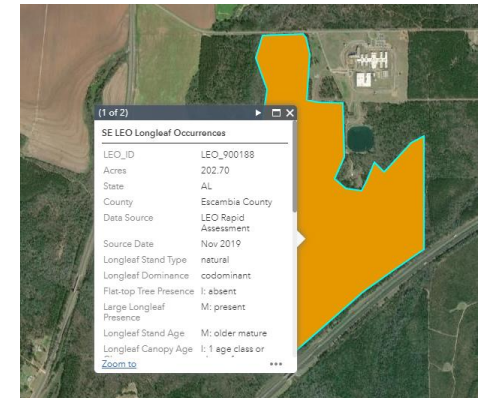 (1 of 2)
SE LEO Longleaf Occurrences
LEO_ID LEO_900188
Acres 202.70
State AL
County Escambia County
Data Source LEO Rapid
Assessment
Source Date Nov 2019
Longleaf Stand Type natural
Longleaf Dominance codominant
Flat-top Tree Presence I: absent
Large Longleaf M: present
Presence
Longleaf Stand Age M: older mature
Longleaf Canopy Age I: 1 age class or
Zoom to